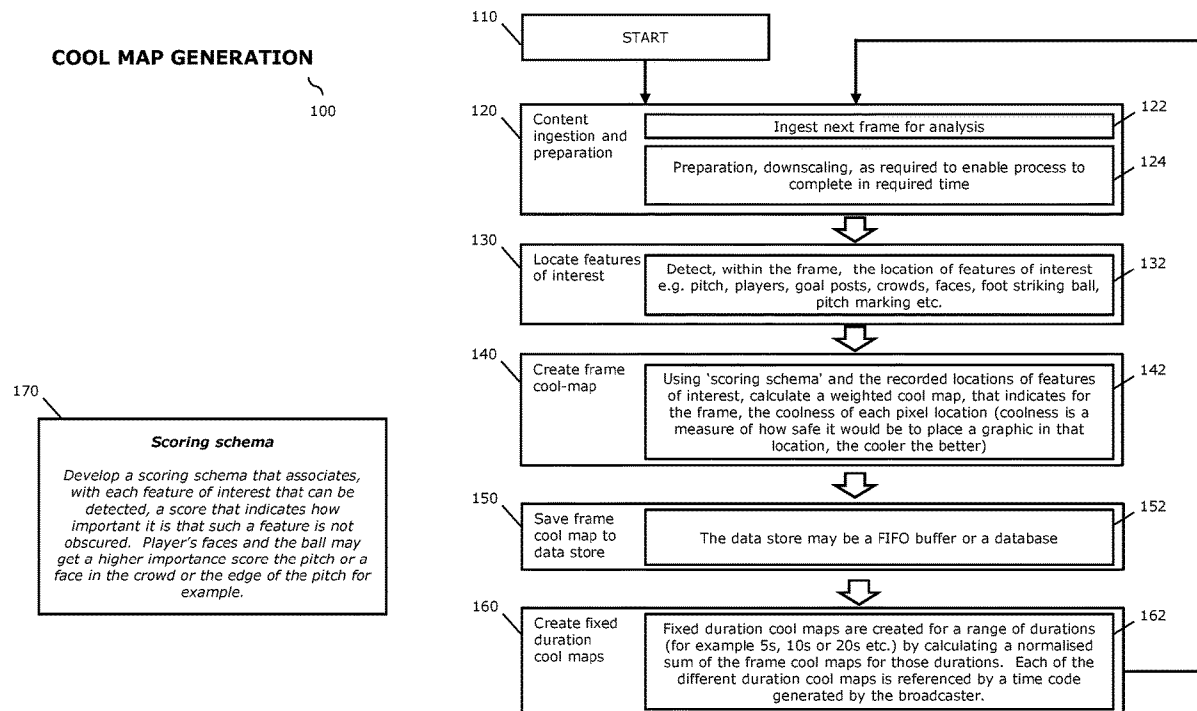 COOL MAP GENERATION
100
110
START
120
Content
ingestion and
preparation
Ingest next frame for analysis
122
Preparation, downscaling, as required to enable process to
complete in required time
124
130
Locate features
of interest
Detect, within the frame, the location of features of interest
e.g. pitch, players, goal posts, crowds, faces, foot striking ball,
pitch marking etc.
132
140
Create frame
cool-map
Using 'scoring schema' and the recorded locations of features
of interest, calculate a weighted cool map, that indicates for
the frame, the coolness of each pixel location (coolness is a
measure of how safe it would be to place a graphic in that
location, the cooler the better)
142
170
Scoring schema
Develop a scoring schema that associates,
with each feature of interest that can be
detected, a score that indicates how
important it is that such a feature is not
obscured. Player's faces and the ball may
get a higher importance score the pitch or a
face in the crowd or the edge of the pitch for
example.
150
Save frame
cool map to
data store
The data store may be a FIFO buffer or a database
152
160
Create fixed
duration
cool maps
Fixed duration cool maps are created for a range of durations
(for example 5s, 10s or 20s etc.) by calculating a normalised
sum of the frame cool maps for those durations. Each of the
different duration cool maps is referenced by a time code
generated by the broadcaster.
162